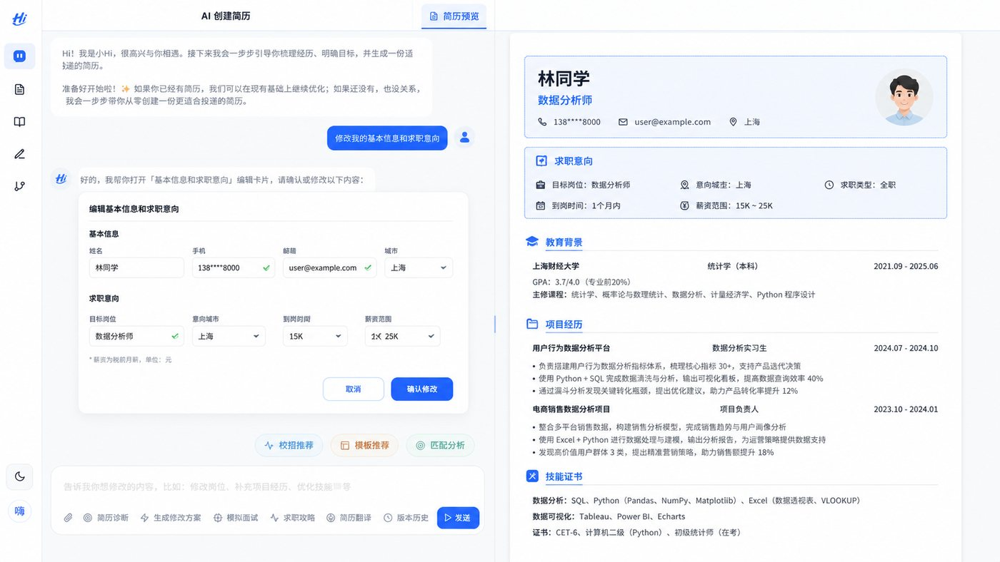 Hi
AI 创建简历
简历预览
Hi！我是小Hi，很高兴与你相遇。接下来我会一步步引导你梳理经历、明确目标，并生成一份适
递的简历。
准备好开始啦！✨ 如果你已经有简历，我们可以在现有基础上继续优化；如果还没有，也没关系，
我会一步步带你从零创建一份更适合投递的简历。
修改我的基本信息和求职意向
Hi
好的，我帮你打开「基本信息和求职意向」编辑卡片，请确认或修改以下内容：
编辑基本信息和求职意向
基本信息
姓名
手机
城市
林同学
138****8000
user@example.com
上海
求职意向
目标岗位
意向城市
到岗时间
薪资范围
数据分析师
上海
15K
25K
* 薪资为税前月薪，单位：元
取消
确认修改
校招推荐
模板推荐
匹配分析
告诉我你想修改的内容，比如：修改岗位、补充项目经历、优化技能等
简历诊断
生成修改方案
模拟面试
求职攻略
简历翻译
版本历史
发送
嗨
林同学
数据分析师
138****8000
user@example.com
上海
求职意向
目标岗位：数据分析师
意向城市：上海
求职类型：全职
到岗时间：1个月内
薪资范围：15K ~ 25K
教育背景
上海财经大学
统计学（本科）
2021.09 - 2025.06
GPA：3.7/4.0（专业前20%）
主修课程：统计学、概率论与数理统计、数据分析、计量经济学、Python 程序设计
项目经历
用户行为数据分析平台
数据分析实习生
2024.07 - 2024.10
• 负责搭建用户行为数据分析指标体系，梳理核心指标 30+，支持产品迭代决策
• 使用 Python + SQL 完成数据清洗与分析，输出可视化看板，提高数据查询效率 40%
• 通过漏斗分析发现关键转化瓶颈，提出优化建议，助力产品转化率提升 12%
电商销售数据分析项目
项目负责人
2023.10 - 2024.01
• 整合多平台销售数据，构建销售分析模型，完成销售趋势与用户画像分析
• 使用 Excel + Python 进行数据处理与建模，输出分析报告，为运营策略提供数据支持
• 发现高价值用户群体 3 类，提出精准营销策略，助力销售额提升 18%
技能证书
数据分析：SQL、Python（Pandas、NumPy、Matplotlib）、Excel（数据透视表、VLOOKUP）
数据可视化：Tableau、Power BI、Echarts
证书：CET-6、计算机二级（Python）、初级统计师（在考）